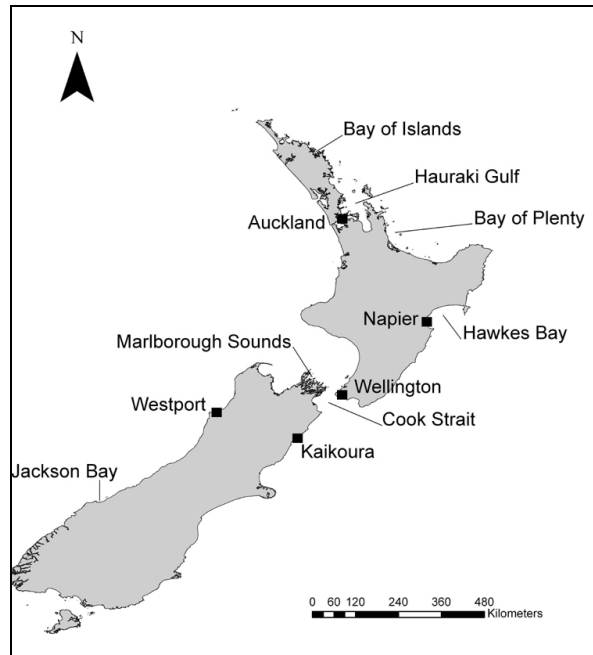 N
Bay of Islands
Hauraki Gulf
Auckland
Bay of Plenty
Napier
Hawkes Bay
Marlborough Sounds
Wellington
Westport
Cook Strait
Kaikoura
Jackson Bay
0 60 120 240 360 480
Kilometers